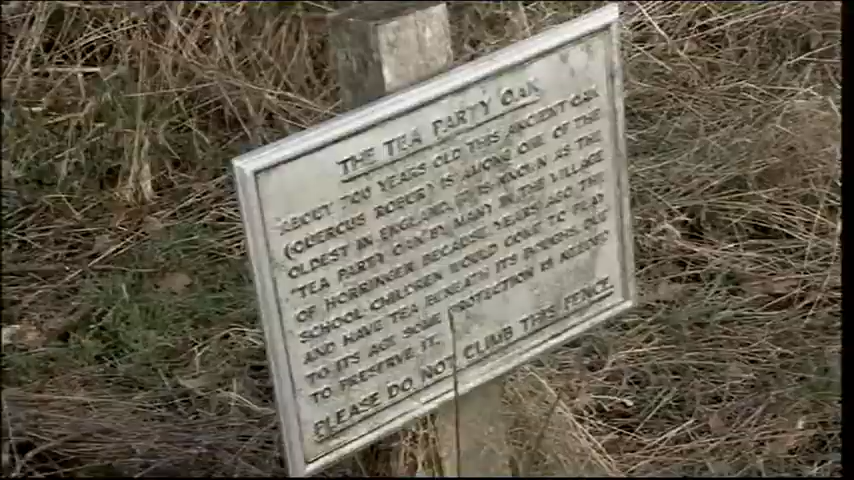 THE TEA PARTY OAK
ABOUT 700 YEARS OLD THIS ANCIENT OAK
(QUERCUS ROBUR) IS AMONG ONE OF THE
OLDEST IN ENGLAND. IT IS KNOWN AS THE
'TEA PARTY OAK' BY MANY IN THE VILLAGE
OF HORRINGER BECAUSE YEARS AGO THE
SCHOOL CHILDREN WOULD COME TO PLAY
AND HAVE TEA BENEATH ITS BOUGHS. DUE
TO ITS AGE SOME PROTECTION IS NEEDED
TO PRESERVE IT.
PLEASE DO NOT CLIMB THIS FENCE.